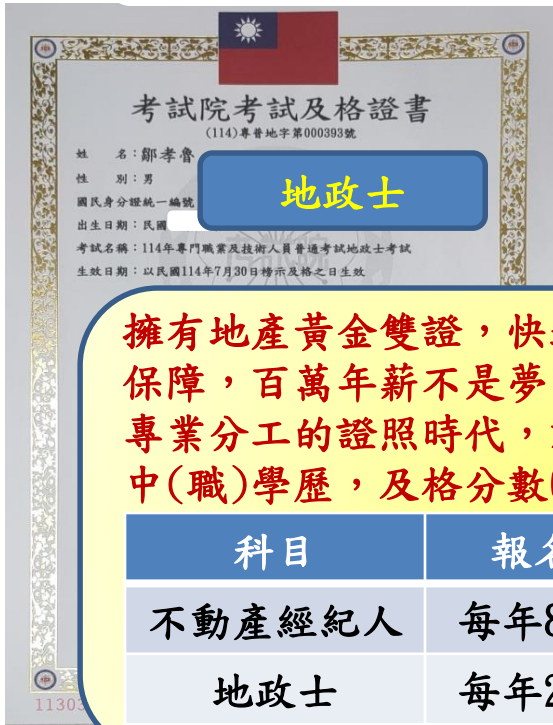 考試院考試及格證書
(114)專普地字第000393號
姓 名：鄒孝魯
性 別：男
國民身分證統一編號
地政士
出生日期：民國
考試名稱：114年專門職業及技術人員普通考試地政士考試
生效日期：以民國114年7月30日榜示及格之日生效
擁有地產黃金雙證，快
保障，百萬年薪不是夢
專業分工的證照時代，
中(職)學歷，及格分數
科目 報名
不動產經紀人 每年8
地政士 每年2
1130